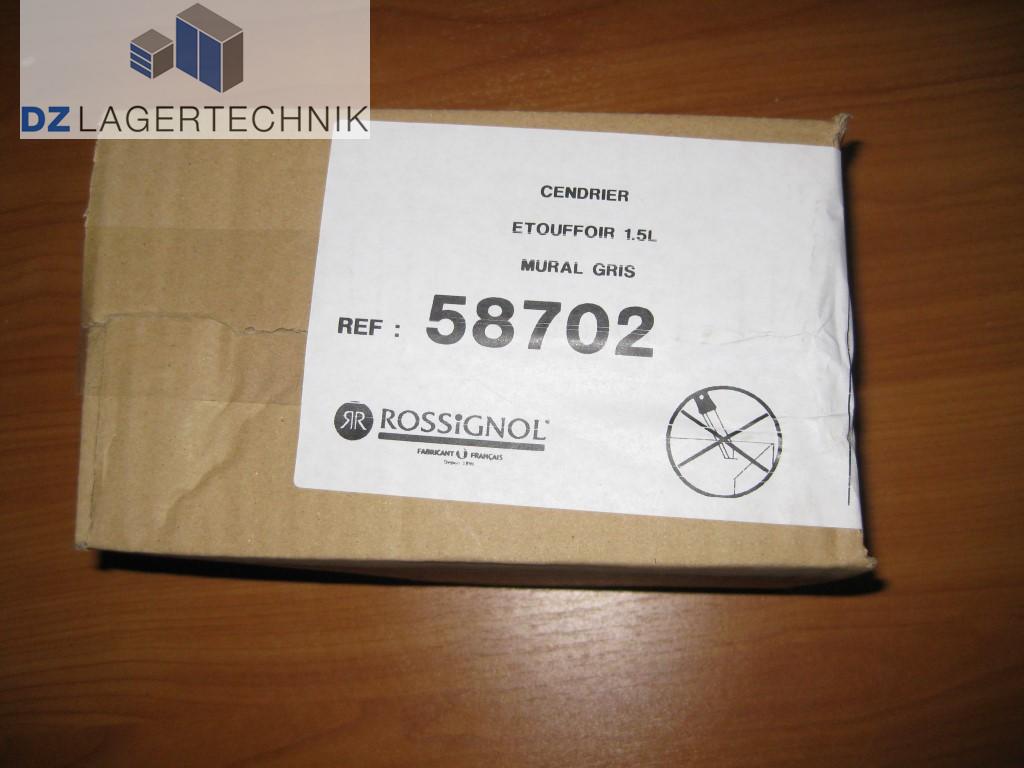 DZ LAGERTECHNIK
CENDRIER
ETOUFFOIR 1.5L
MURAL GRIS
REF : 58702
ROSSiGNOL
FABRICANT FRANÇAIS